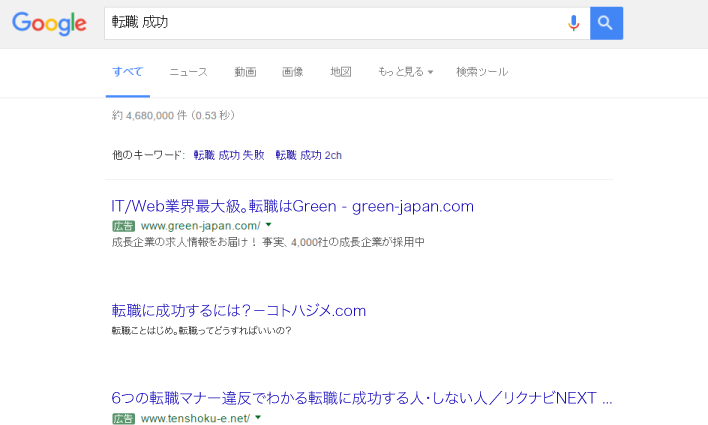 Google 転職 成功
すべて ニュース 動画 画像 地図 もっと見る 検索ツール
約 4,680,000 件 (0.53 秒)
他のキーワード: 転職 成功 失敗 転職 成功 2ch
IT/Web業界最大級。転職はGreen - green-japan.com
広告 www.green-japan.com/
成長企業の求人情報をお届け！ 事実、4,000社の成長企業が採用中
転職に成功するには？－コトハジメ.com
転職ことはじめ。転職ってどうすればいいの？
6つの転職マナー違反でわかる転職に成功する人・しない人／リクナビNEXT ...
広告 www.tenshoku-e.net/